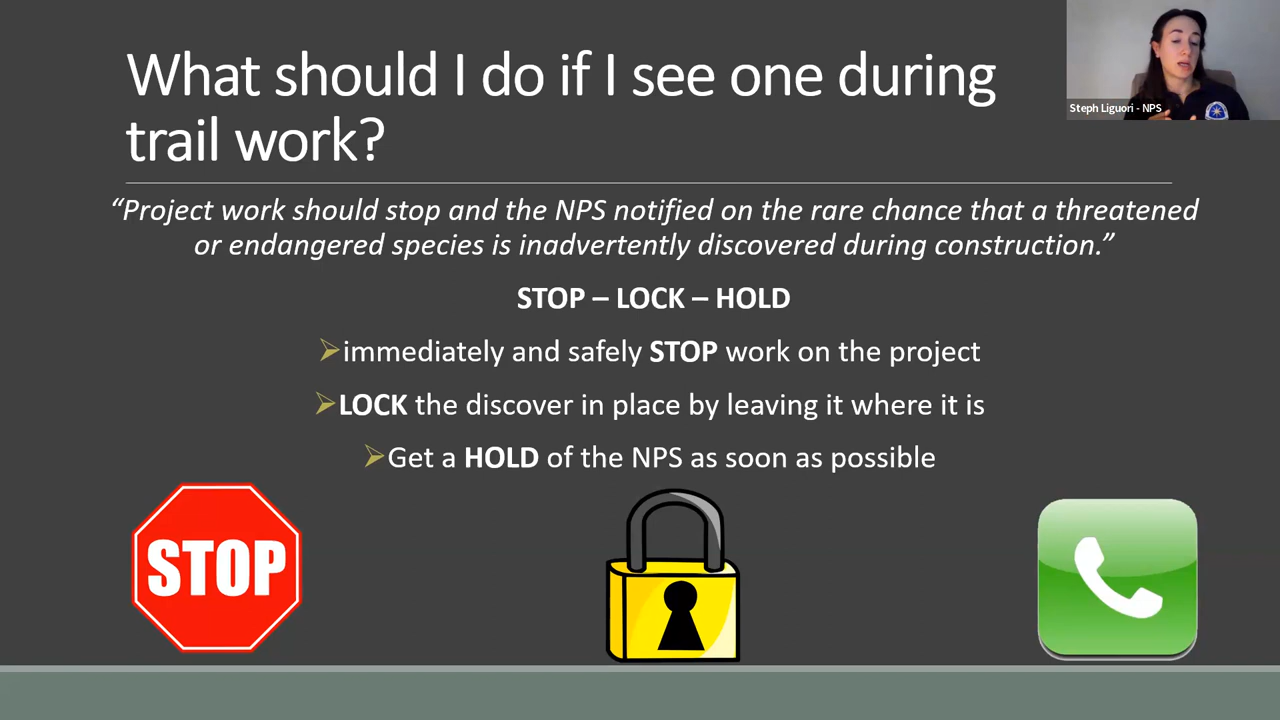 What should I do if I see one during
trail work?
Steph Liguori - NPS
“Project work should stop and the NPS notified on the rare chance that a threatened
or endangered species is inadvertently discovered during construction.”
STOP – LOCK – HOLD
immediately and safely STOP work on the project
LOCK the discover in place by leaving it where it is
Get a HOLD of the NPS as soon as possible
STOP